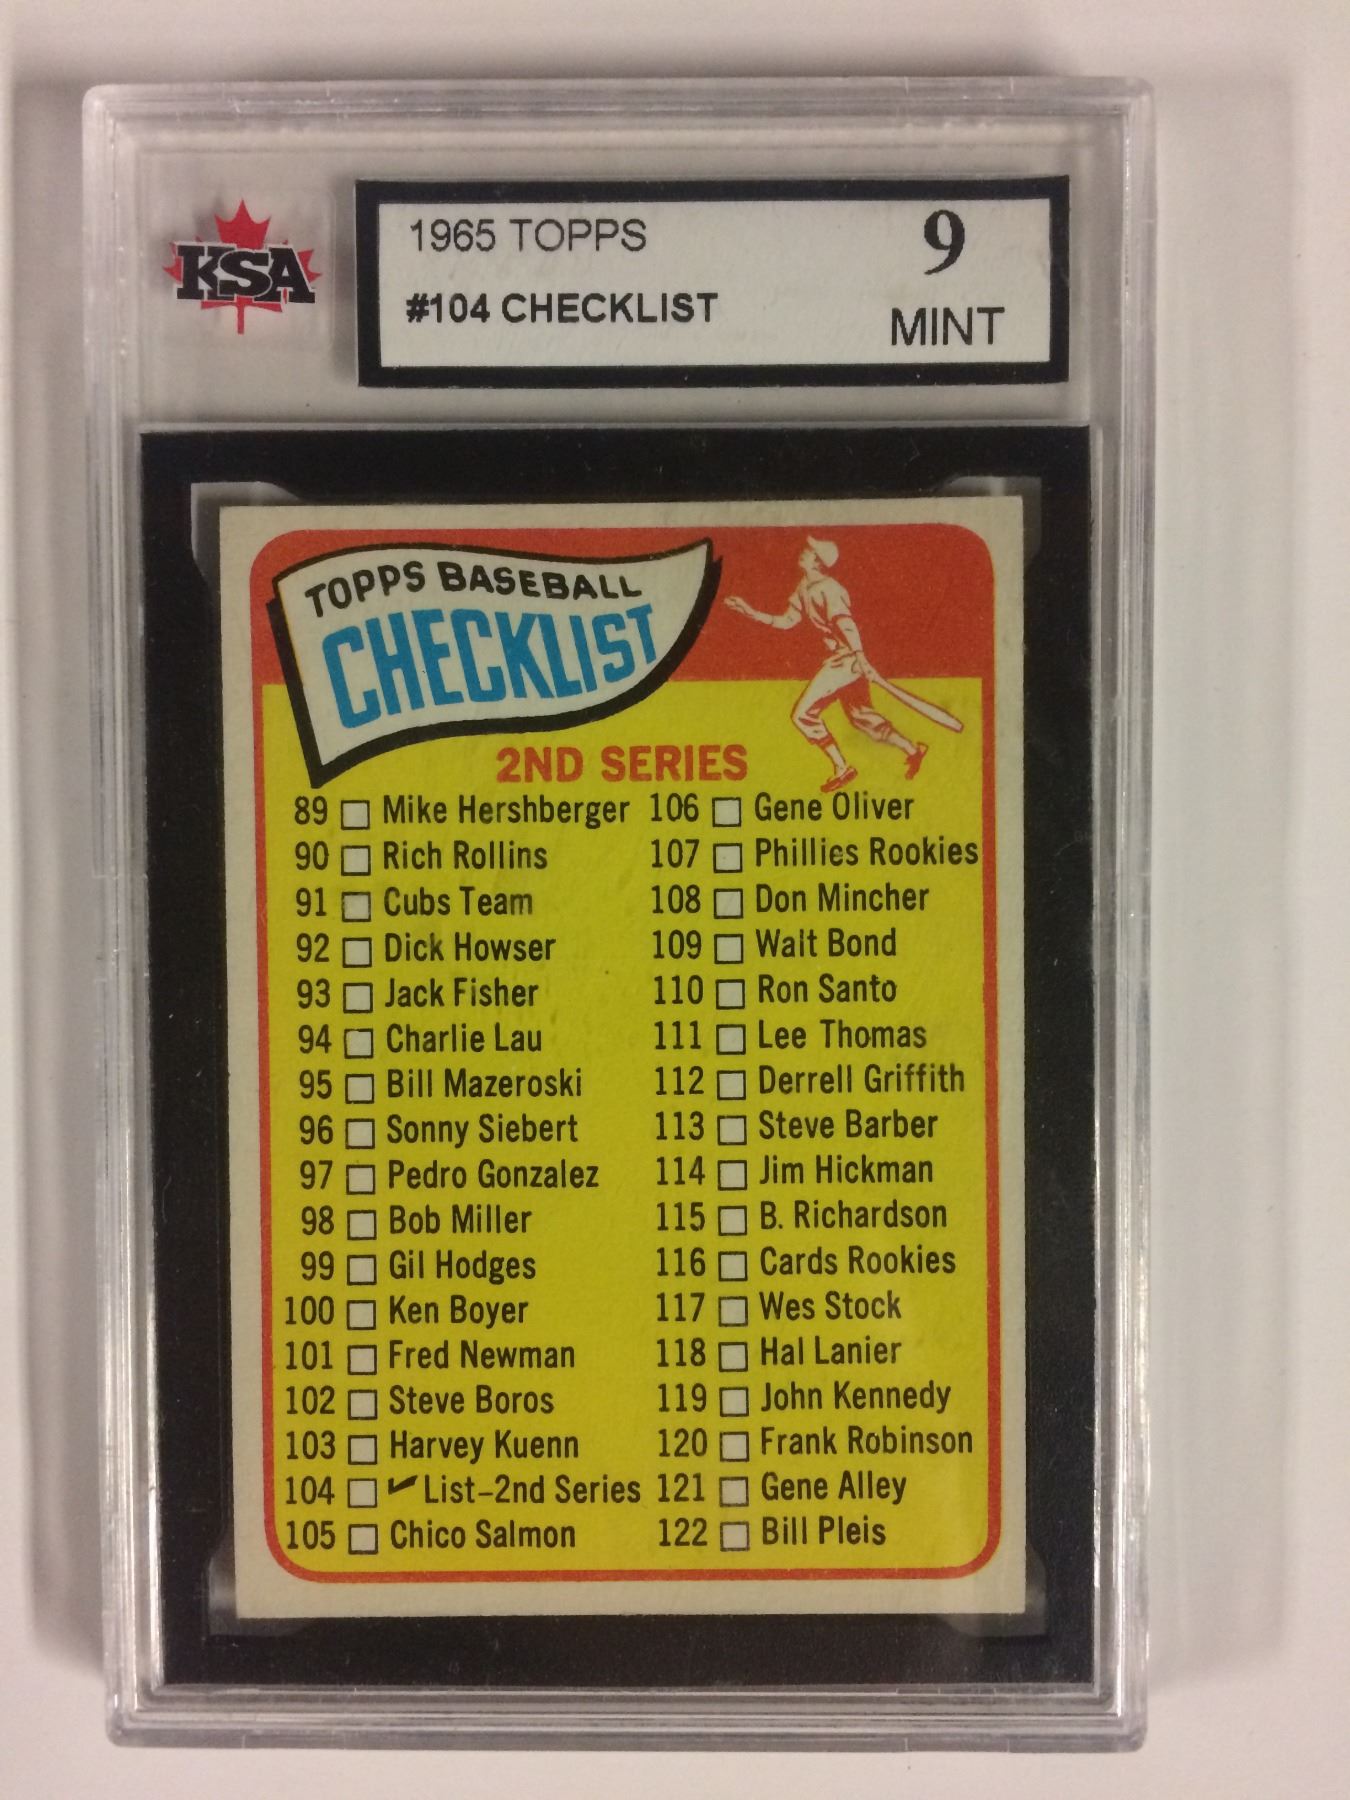 KSA
1965 TOPPS
9
#104 CHECKLIST
MINT
TOPPS BASEBALL
CHECKLIST
2ND SERIES
89 Mike Hershberger
90 Rich Rollins
91 Cubs Team
92 Dick Howser
93 Jack Fisher
94 Charlie Lau
95 Bill Mazeroski
96 Sonny Siebert
97 Pedro Gonzalez
98 Bob Miller
99 Gil Hodges
100 Ken Boyer
101 Fred Newman
102 Steve Boros
103 Harvey Kuenn
104 List-2nd Series
105 Chico Salmon
106 Gene Oliver
107 Phillies Rookies
108 Don Mincher
109 Walt Bond
110 Ron Santo
111 Lee Thomas
112 Derrell Griffith
113 Steve Barber
114 Jim Hickman
115 B. Richardson
116 Cards Rookies
117 Wes Stock
118 Hal Lanier
119 John Kennedy
120 Frank Robinson
121 Gene Alley
122 Bill Pleis